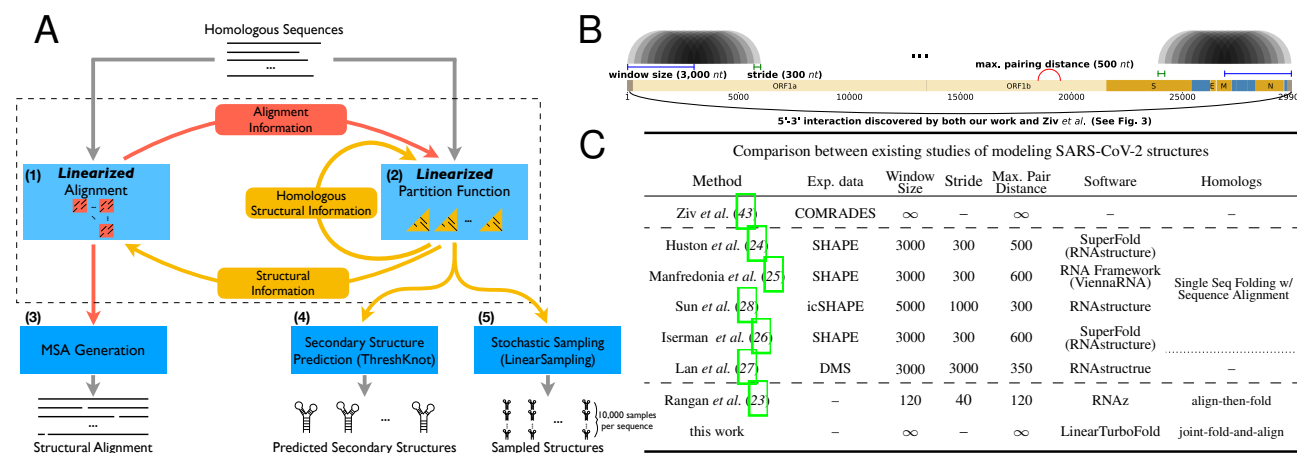 A
Homologous Sequences
...
Alignment
Information
(1)
Linearized
Alignment
(2)
Linearized
Partition Function
...
Homologous
Structural Information
Structural
Information
(3)
MSA Generation
(4)
Secondary Structure
Prediction (ThreshKnot)
(5)
Stochastic Sampling
(LinearSampling)
...
Structural Alignment
...
Predicted Secondary Structures
...
10,000 samples
per sequence
Sampled Structures
B
...
window size (3,000 nt)
stride (300 nt)
max. pairing distance (500 nt)
ORF1a
ORF1b
S
E
M
N
1 5000 10000 15000 20000 25000 2990
5'-3' interaction discovered by both our work and Ziv et al. (See Fig. 3)
C
Comparison between existing studies of modeling SARS-CoV-2 structures
Method Exp. data Window Size Stride Max. Pair Distance Software Homologs
Ziv et al. (43) COMRADES ∞ – ∞ – –
Huston et al. (24) SHAPE 3000 300 500 SuperFold (RNAstructure)
Manfredonia et al. (25) SHAPE 3000 300 600 RNA Framework (ViennaRNA)
Single Seq Folding w/
Sequence Alignment
Sun et al. (28) icSHAPE 5000 1000 300 RNAstructure
Iserman et al. (26) SHAPE 3000 300 600 SuperFold (RNAstructure)
Lan et al. (27) DMS 3000 3000 350 RNAstructrue –
Rangan et al. (23) – 120 40 120 RNAz align-then-fold
this work – ∞ – ∞ LinearTurboFold joint-fold-and-align